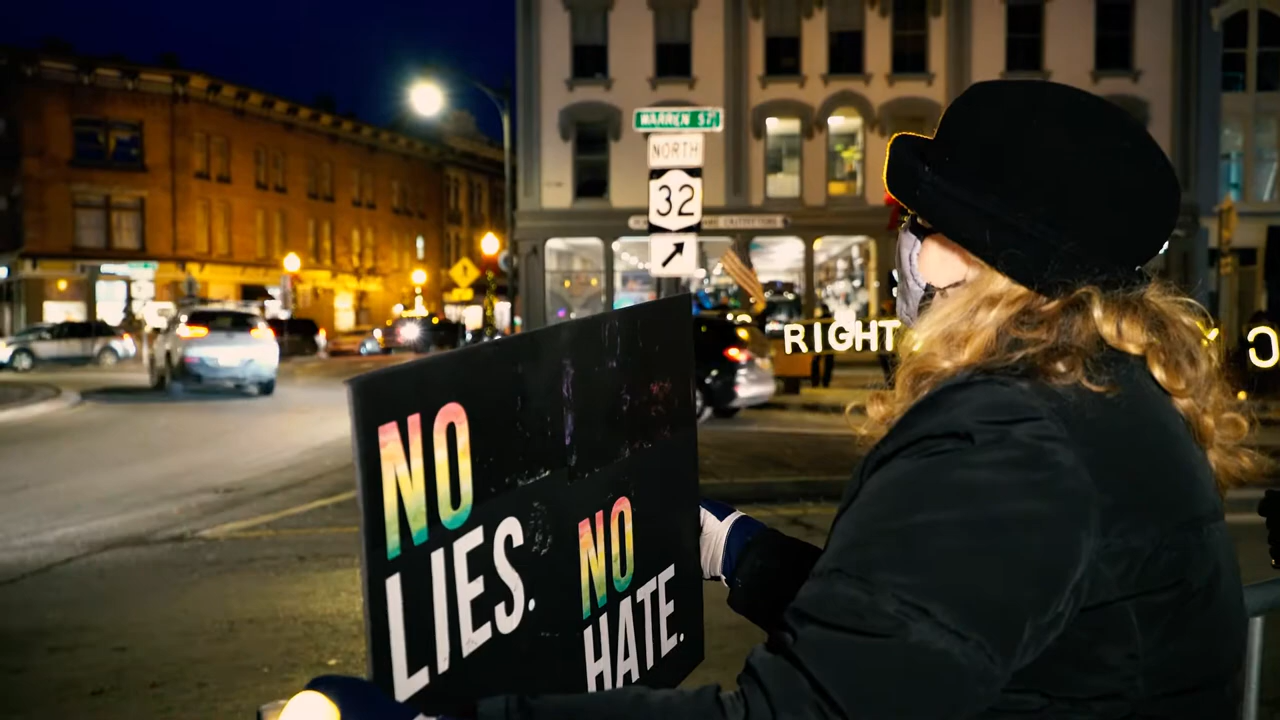 WARREN ST.
NORTH
32
RIGHT
NO
LIES.
NO
HATE.